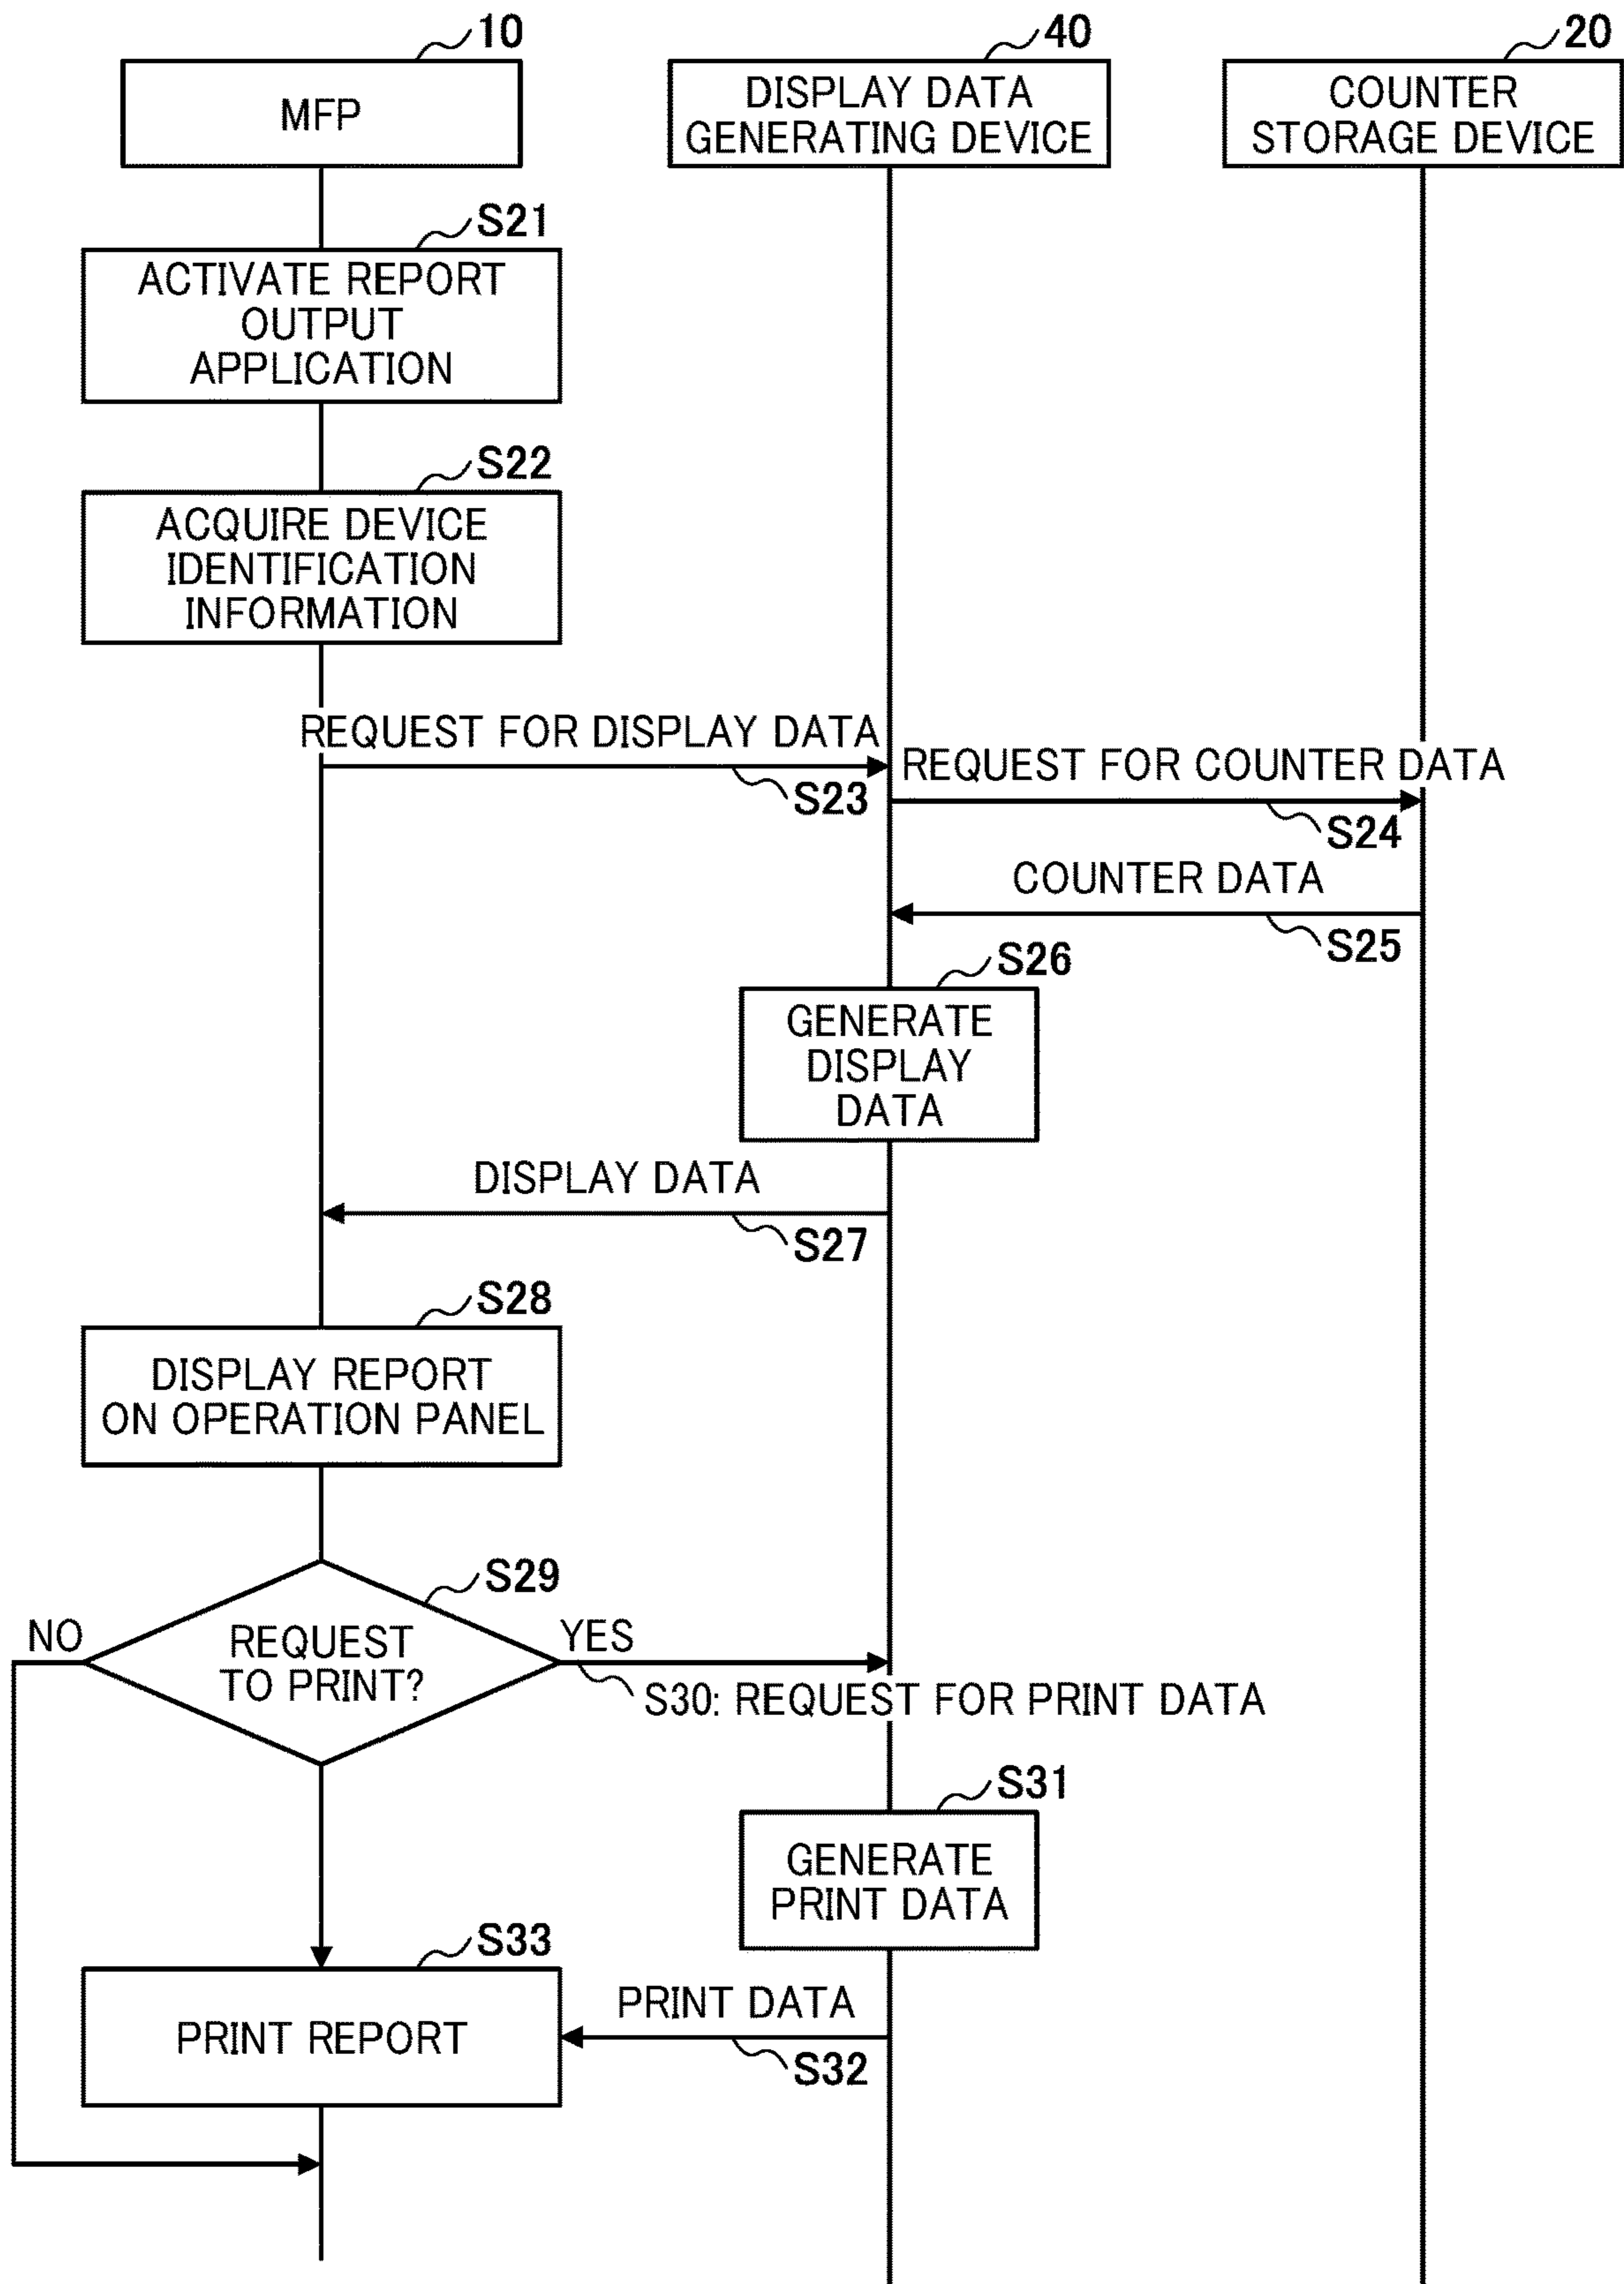 10
40
20
MFP
DISPLAY DATA
GENERATING DEVICE
COUNTER
STORAGE DEVICE
S21
ACTIVATE REPORT
OUTPUT
APPLICATION
S22
ACQUIRE DEVICE
IDENTIFICATION
INFORMATION
REQUEST FOR DISPLAY DATA
S23
REQUEST FOR COUNTER DATA
S24
COUNTER DATA
S25
S26
GENERATE
DISPLAY
DATA
DISPLAY DATA
S27
S28
DISPLAY REPORT
ON OPERATION PANEL
S29
NO
REQUEST
TO PRINT?
YES
S30: REQUEST FOR PRINT DATA
S31
GENERATE
PRINT DATA
S33
PRINT REPORT
PRINT DATA
S32